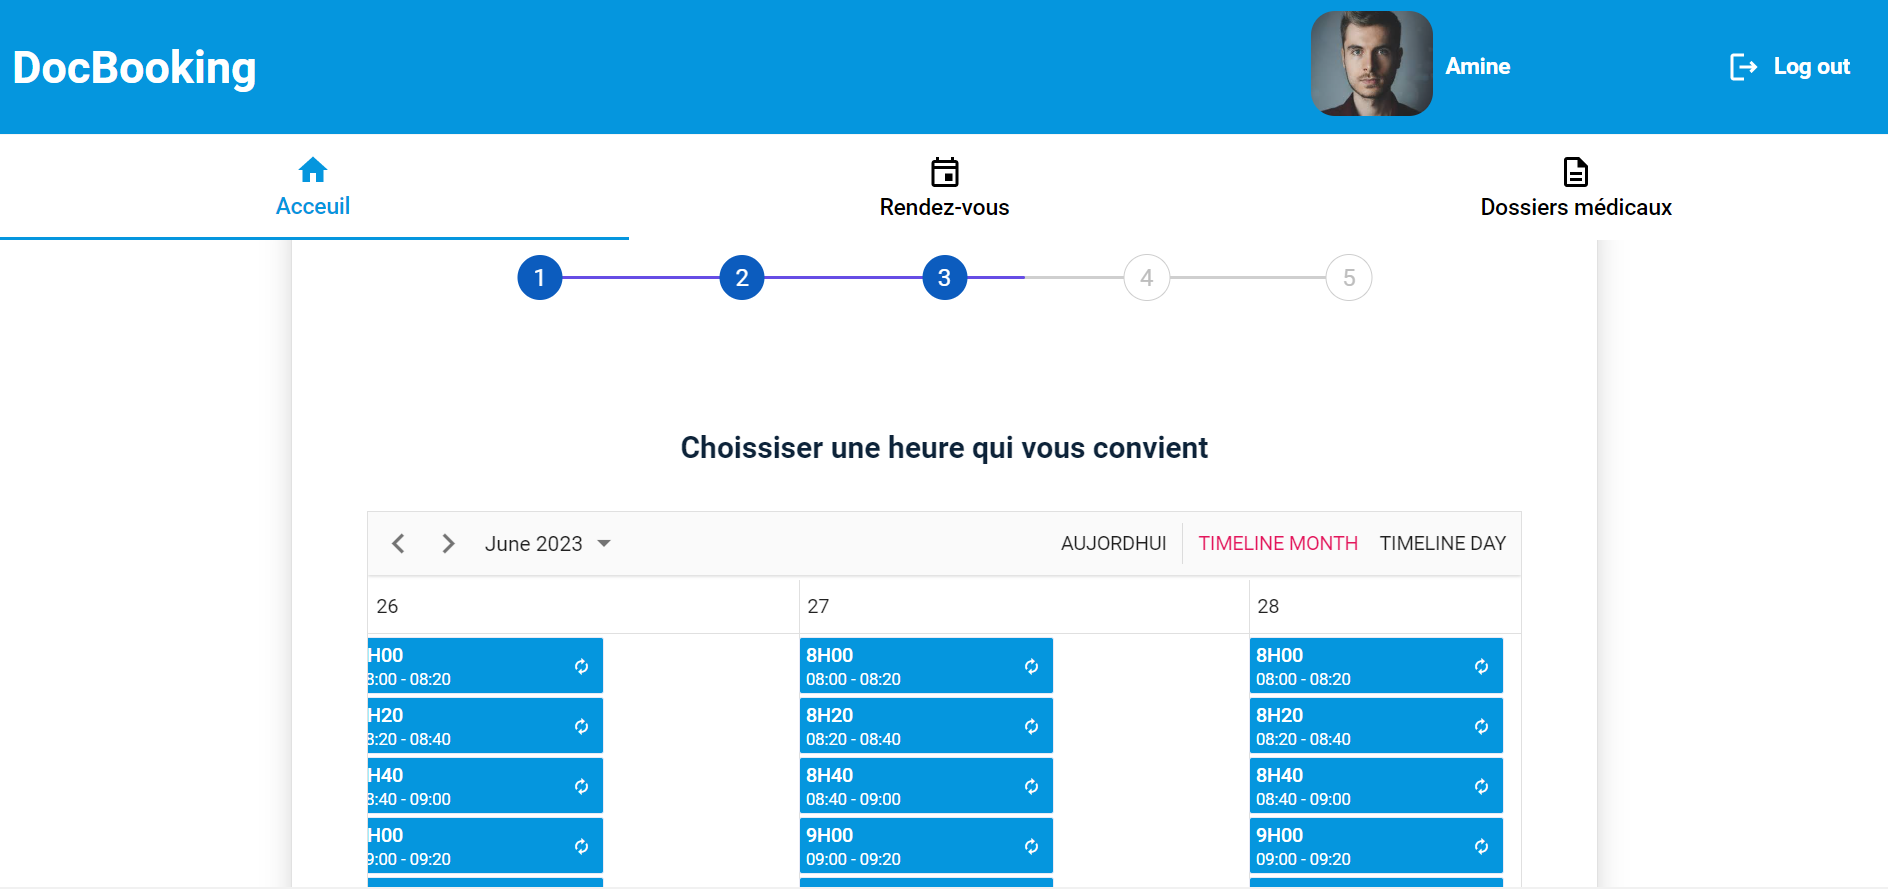 DocBooking
Amine
Log out
Acceuil
Rendez-vous
Dossiers médicaux
1 2 3 4 5
Choissiser une heure qui vous convient
June 2023
AUJORDHUI
TIMELINE MONTH
TIMELINE DAY
26 27 28
H00 8H00 8H00
8:00 - 08:20 08:00 - 08:20 08:00 - 08:20
H20 8H20 8H20
8:20 - 08:40 08:20 - 08:40 08:20 - 08:40
H40 8H40 8H40
8:40 - 09:00 08:40 - 09:00 08:40 - 09:00
H00 9H00 9H00
9:00 - 09:20 09:00 - 09:20 09:00 - 09:20